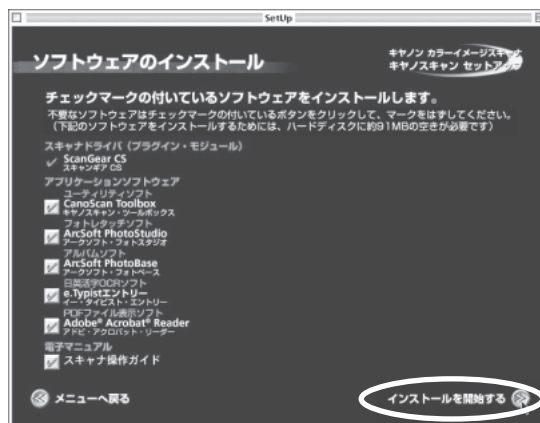 SetUp
ソフトウェアのインストール
キヤノン カラーイメージスキャナ
キヤノスキャン セットアップ
チェックマークの付いているソフトウェアをインストールします。
不要なソフトウェアはチェックマークの付いているボタンをクリックして、マークをはずしてください。
(下記のソフトウェアをインストールするためには、ハードディスクに約91MBの空きが必要です)
スキャナドライバ(プラグイン・モジュール)
ScanGear CS
スキャンギア CS
アプリケーションソフトウェア
ユーティリティソフト
CanoScan Toolbox
キヤノスキャン・ツールボックス
フォトレタッチソフト
ArcSoft PhotoStudio
アークソフト・フォトスタジオ
アルバムソフト
ArcSoft PhotoBase
アークソフト・フォトベース
日英活字OCRソフト
e.Typistエントリー
イー・タイピスト・エントリー
PDFファイル表示ソフト
Adobe® Acrobat® Reader
アドビ・アクロバット・リーダー
電子マニュアル
スキャナ操作ガイド
メニューへ戻る
インストールを開始する